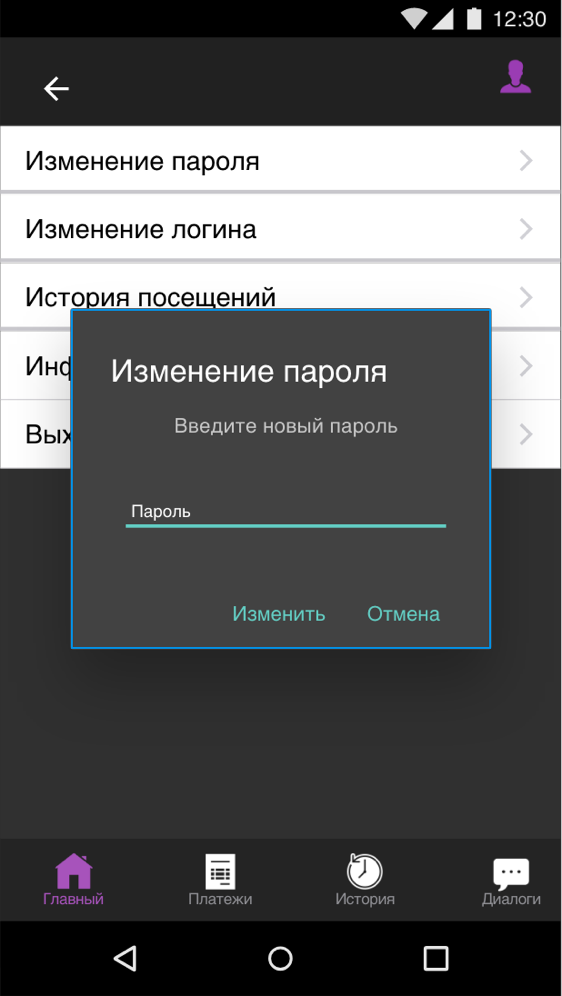 12:30
Изменение пароля
Изменение логина
История посещений
Изменение пароля
Введите новый пароль
Пароль
Изменить Отмена
Главный Платежи История Диалоги